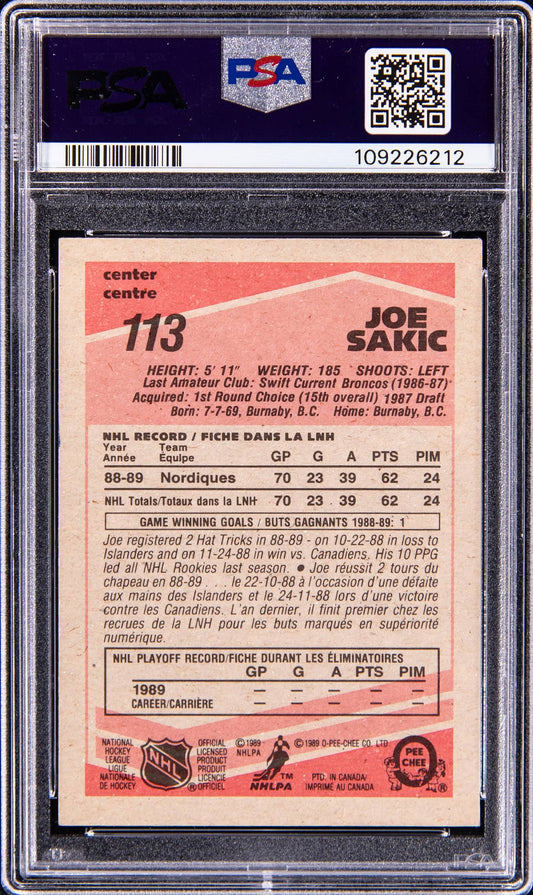 PSA
PSA
109226212
center
centre
113
JOE
SAKIC
HEIGHT: 5' 11" WEIGHT: 185 SHOOTS: LEFT
Last Amateur Club: Swift Current Broncos (1986-87)
Acquired: 1st Round Choice (15th overall) 1987 Draft
Born: 7-7-69, Burnaby, B.C. Home: Burnaby, B.C.
NHL RECORD / FICHE DANS LA LNH
Year Team
Année Équipe GP G A PTS PIM
88-89 Nordiques 70 23 39 62 24
NHL Totals/Totaux dans la LNH 70 23 39 62 24
GAME WINNING GOALS / BUTS GAGNANTS 1988-89: 1
Joe registered 2 Hat Tricks in 88-89 - on 10-22-88 in loss to
Islanders and on 11-24-88 in win vs. Canadiens. His 10 PPG
led all NHL Rookies last season. ● Joe réussit 2 tours du
chapeau en 88-89 . . . le 22-10-88 à l'occasion d'une défaite
aux mains des Islanders et le 24-11-88 lors d'une victoire
contre les Canadiens. L'an dernier, il finit premier chez les
recrues de la LNH pour les buts marqués en supériorité
numérique.
NHL PLAYOFF RECORD/FICHE DURANT LES ÉLIMINATOIRES
GP G A PTS PIM
1989 — — — — —
CAREER/CARRIÈRE — — — — —
NATIONAL
HOCKEY
LEAGUE
LIGUE
NATIONALE
DE HOCKEY
NHL
®
OFFICIAL
LICENSED
PRODUCT
PRODUIT
LICENCIÉ
OFFICIEL
© 1989
NHLPA
TM
NHLPA
© 1989 O-PEE-CHEE CO. LTD.
PTD. IN CANADA/
IMPRIMÉ AU CANADA
O
PEE
CHEE
®
PSA